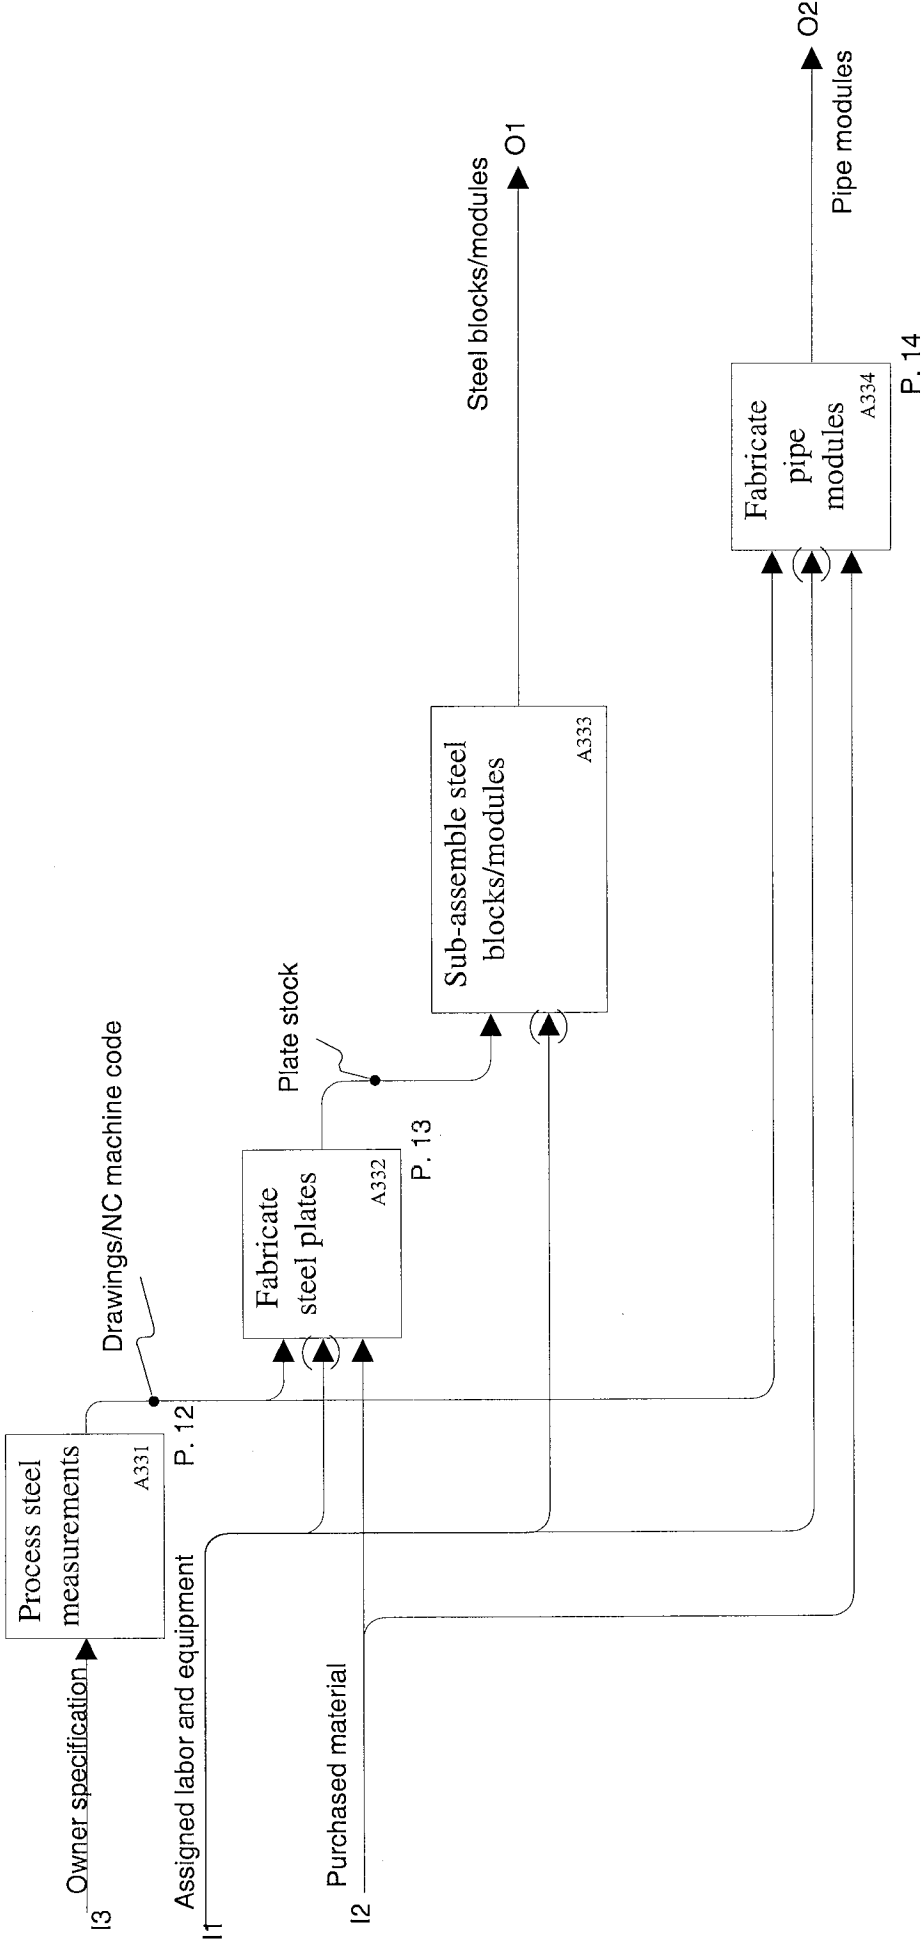 Owner specification
I3
Process steel
measurements
A331
P. 12
Drawings/NC machine code
Assigned labor and equipment
I1
Purchased material
I2
Fabricate
steel plates
A332
P. 13
Plate stock
Sub-assemble steel
blocks/modules
A333
Steel blocks/modules
O1
Fabricate
pipe
modules
A334
P. 14
Pipe modules
O2